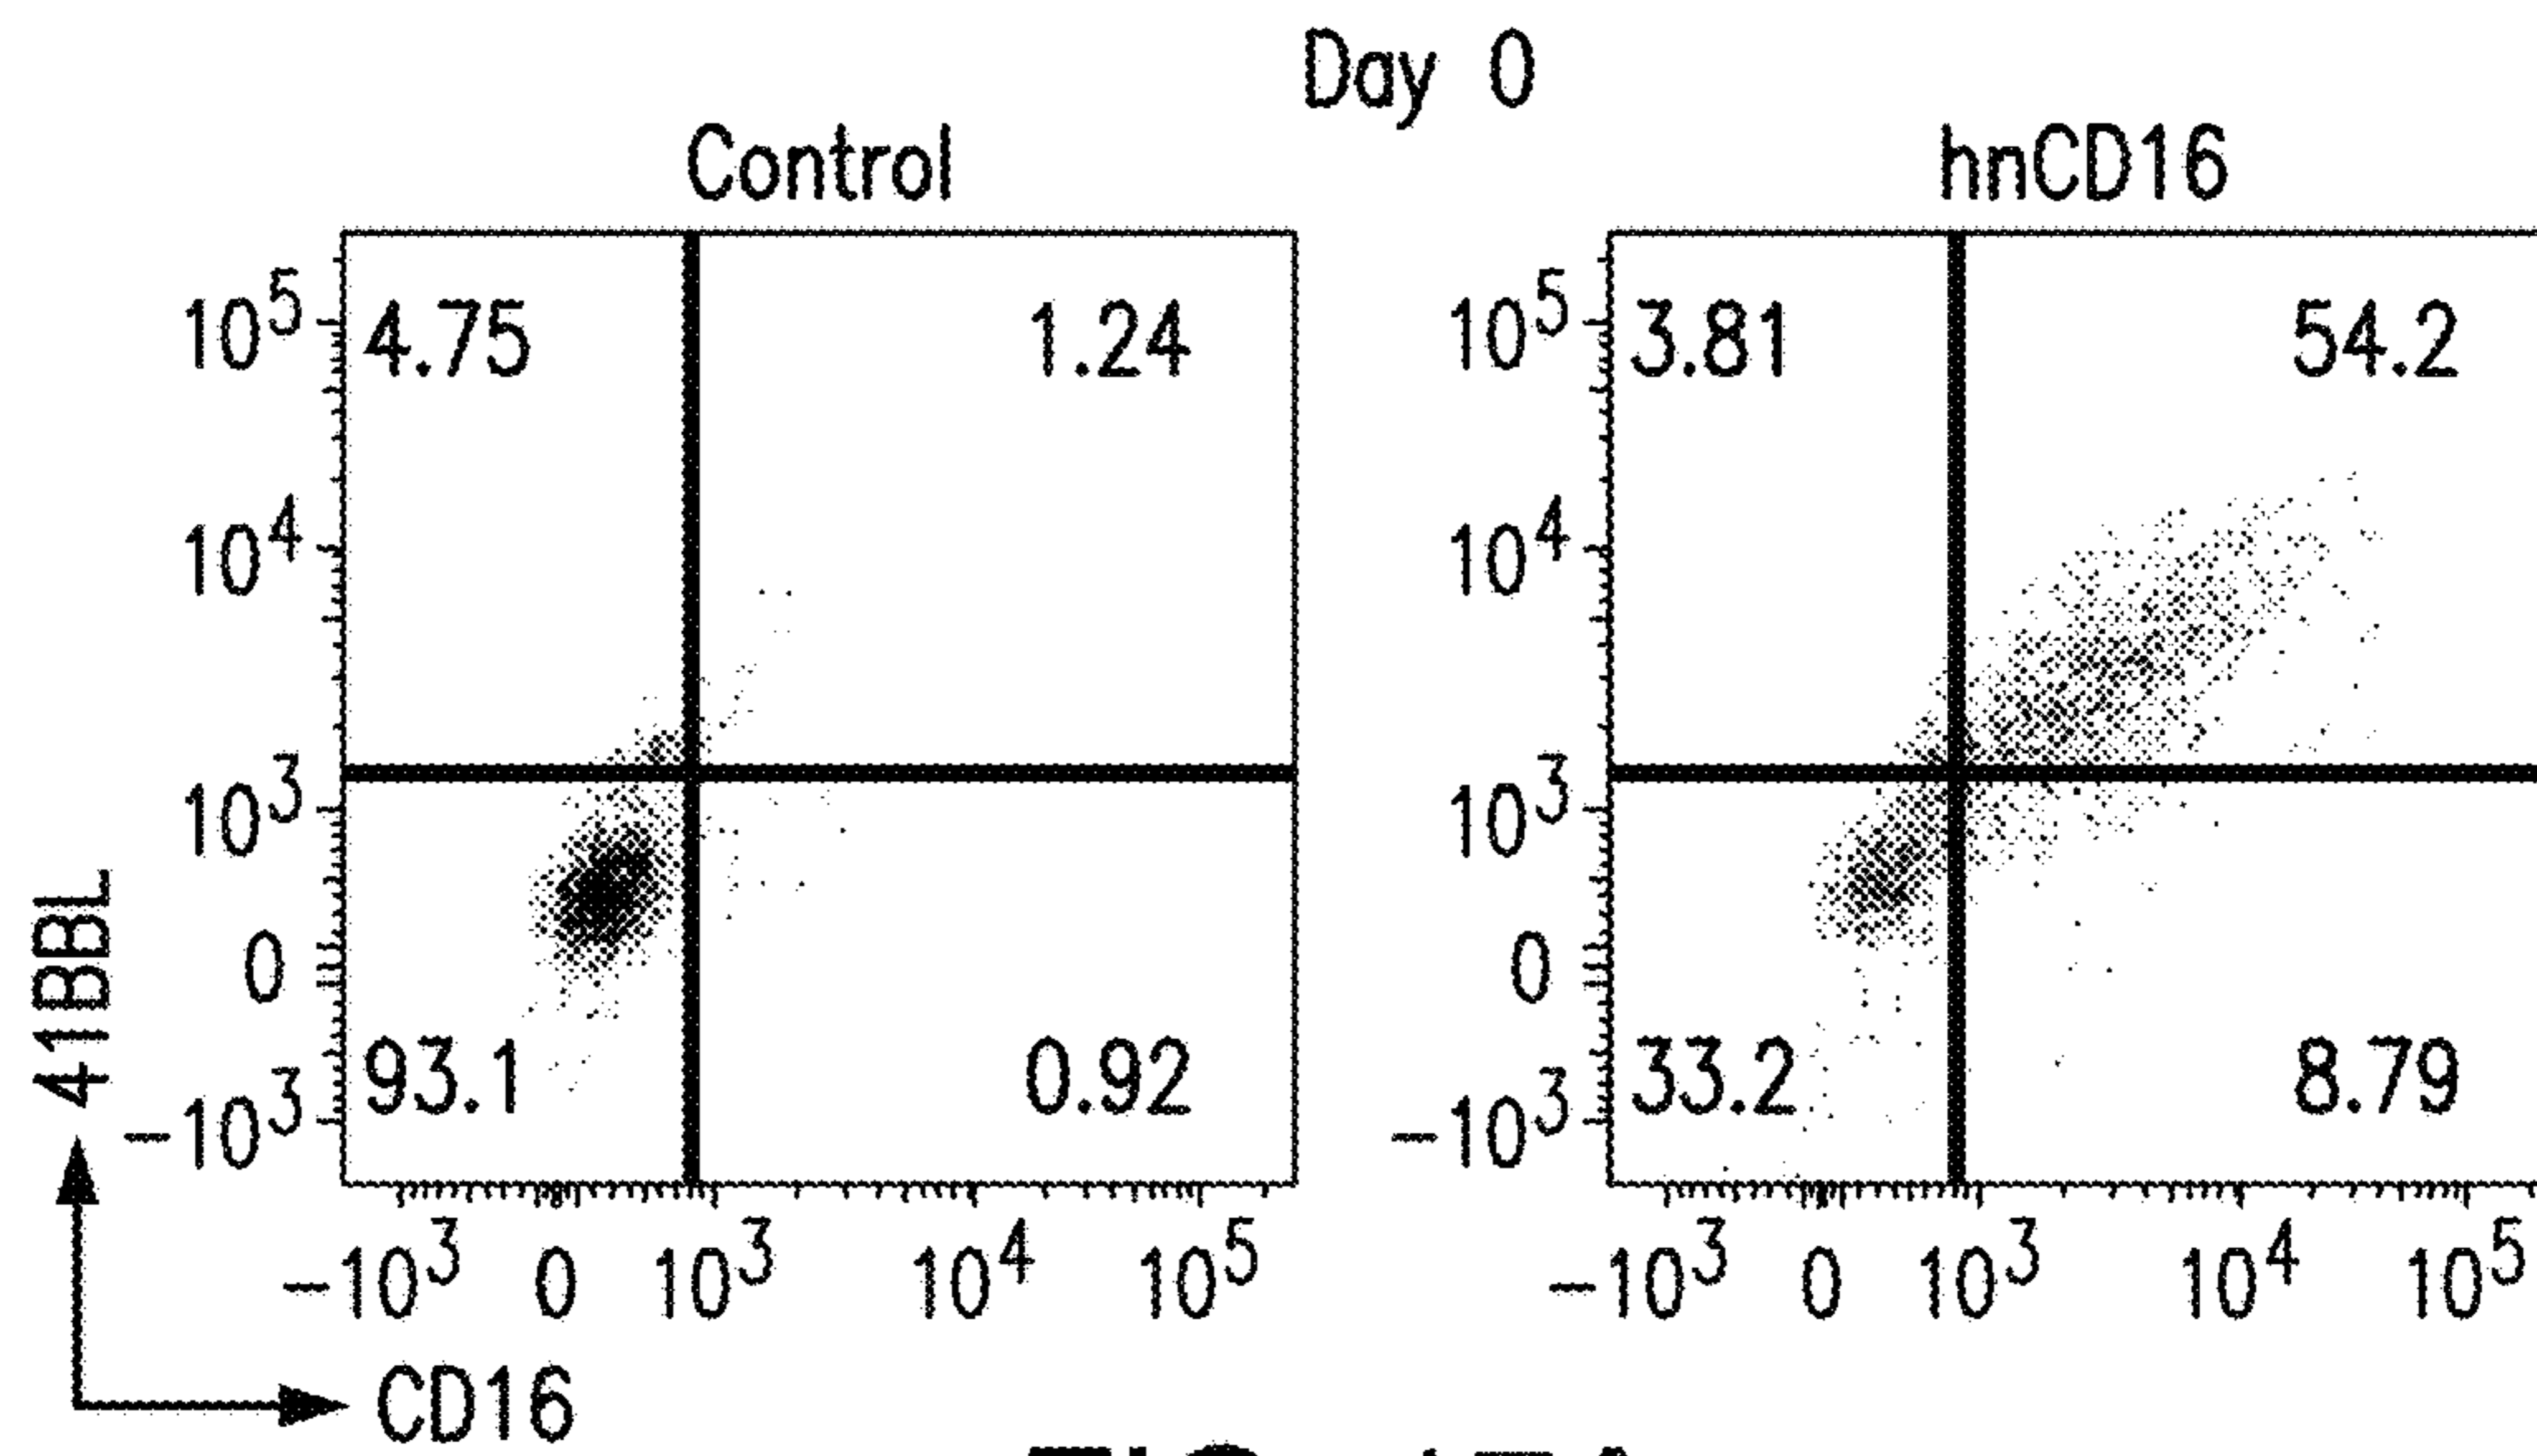 Day 0
Control hnCD16
10^5 4.75 1.24 10^5 3.81 54.2
10^4 10^4
10^3 10^3
0 0
93.1 0.92 33.2 8.79
-10^3 -10^3
-10^3 0 10^3 10^4 10^5 -10^3 0 10^3 10^4 10^5
41BBL
CD16